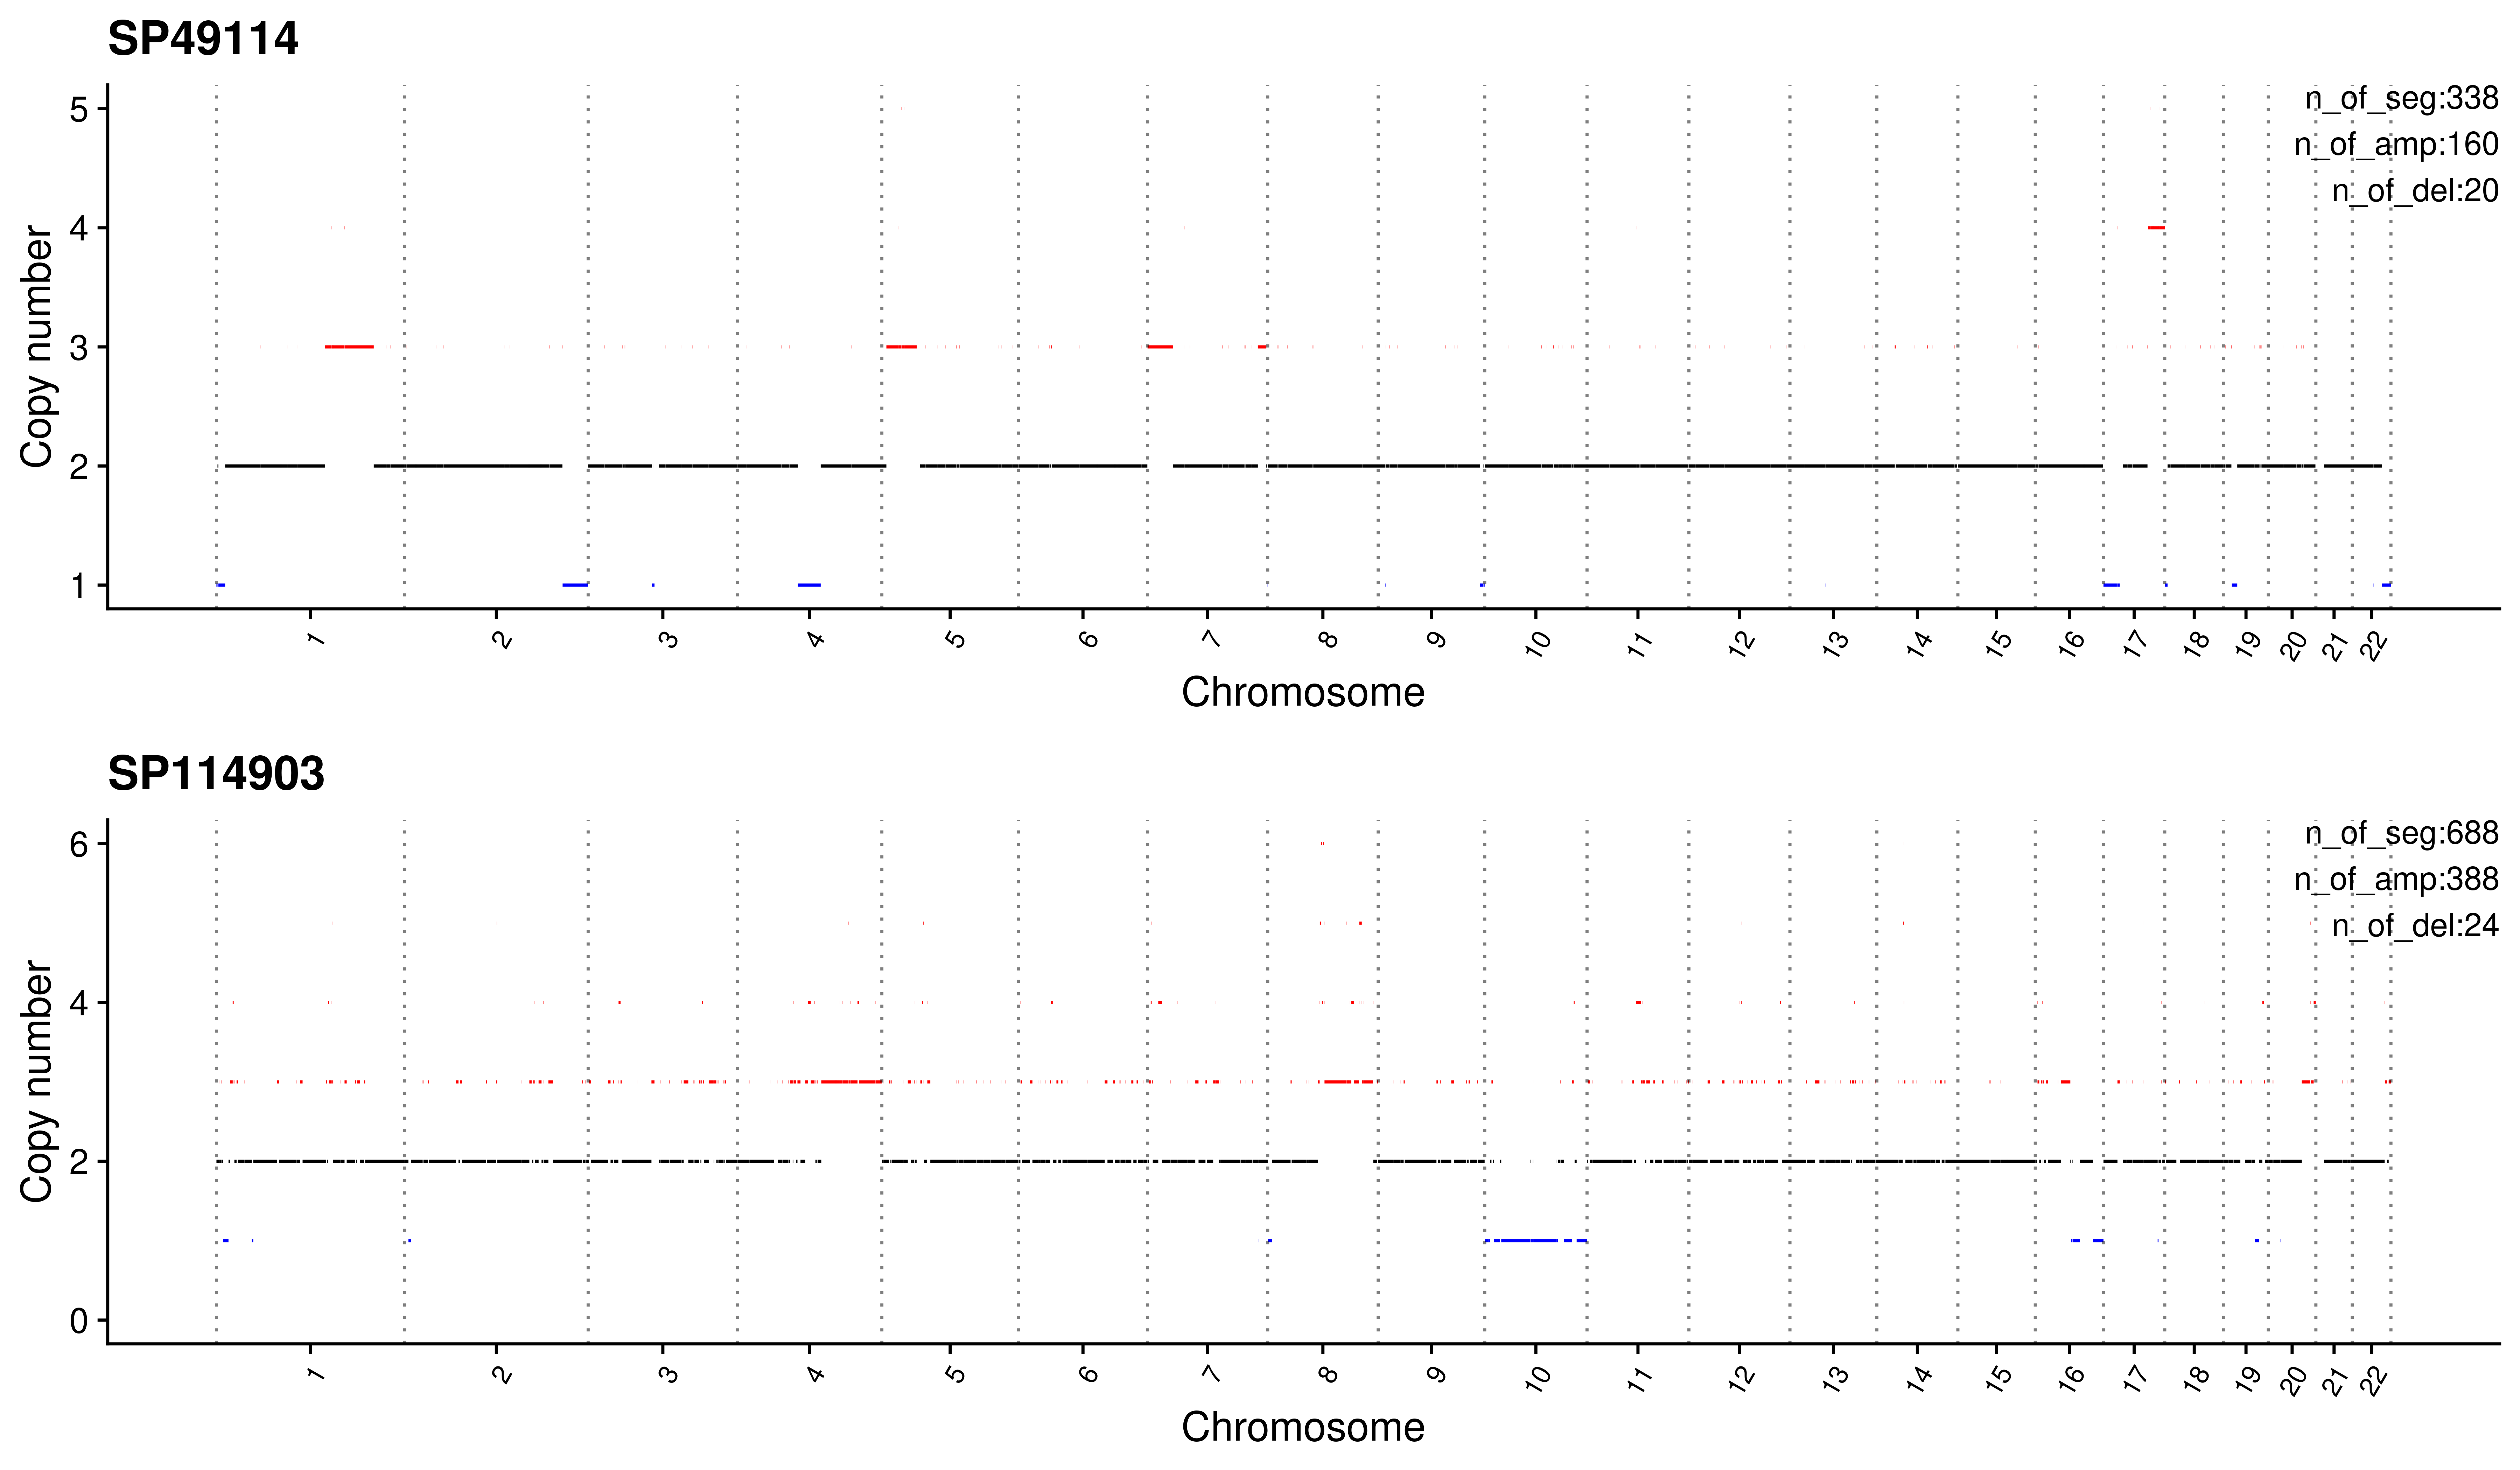 SP49114
n_of_seg:338
n_of_amp:160
n_of_del:20
Copy number
5
4
3
2
1
1 2 3 4 5 6 7 8 9 10 11 12 13 14 15 16 17 18 19 20 21 22
Chromosome
SP114903
n_of_seg:688
n_of_amp:388
n_of_del:24
Copy number
6
4
2
0
1 2 3 4 5 6 7 8 9 10 11 12 13 14 15 16 17 18 19 20 21 22
Chromosome